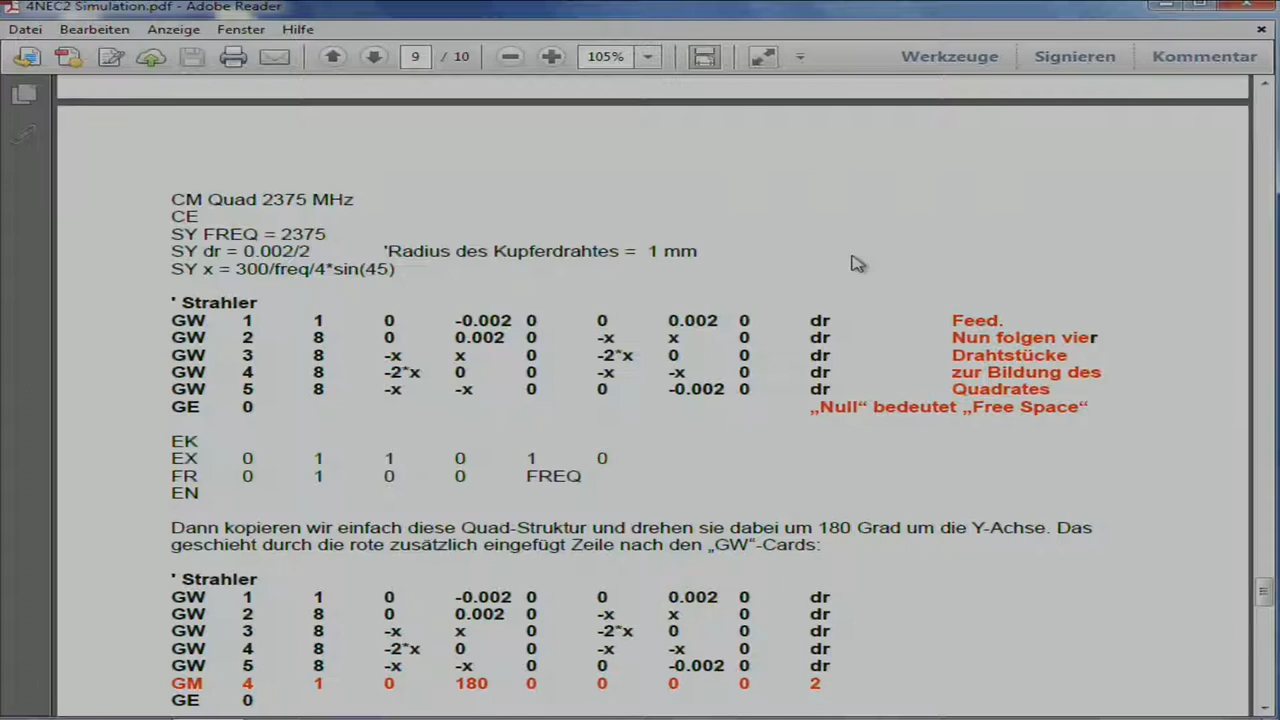 4NEC2 Simulation.pdf - Adobe Reader
Datei Bearbeiten Anzeige Fenster Hilfe
9 / 10 105% Werkzeuge Signieren Kommentar
CM Quad 2375 MHz
CE
SY FREQ = 2375
SY dr = 0.002/2 'Radius des Kupferdrahtes = 1 mm
SY x = 300/freq/4*sin(45)
' Strahler
GW 1 1 0 -0.002 0 0 0.002 0 dr Feed.
GW 2 8 0 0.002 0 -x x 0 dr Nun folgen vier
GW 3 8 -x x 0 -2*x 0 0 dr Drahtstücke
GW 4 8 -2*x 0 0 -x -x 0 dr zur Bildung des
GW 5 8 -x -x 0 0 -0.002 0 dr Quadrates
GE 0 „Null“ bedeutet „Free Space“
EK
EX 0 1 1 0 1 0
FR 0 1 0 0 FREQ
EN
Dann kopieren wir einfach diese Quad-Struktur und drehen sie dabei um 180 Grad um die Y-Achse. Das
geschieht durch die rote zusätzlich eingefügt Zeile nach den „GW“-Cards:
' Strahler
GW 1 1 0 -0.002 0 0 0.002 0 dr
GW 2 8 0 0.002 0 -x x 0 dr
GW 3 8 -x x 0 -2*x 0 0 dr
GW 4 8 -2*x 0 0 -x -x 0 dr
GW 5 8 -x -x 0 0 -0.002 0 dr
GM 4 1 0 180 0 0 0 0 2
GE 0